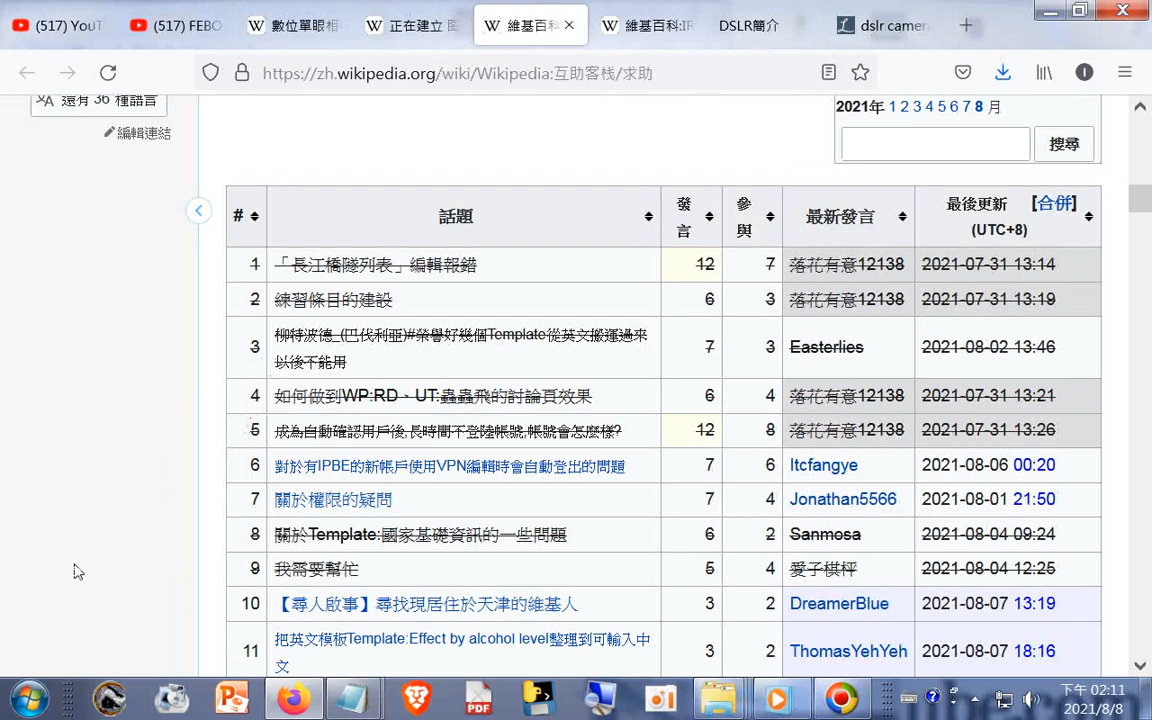 (517) YouT
(517) FEBO
數位單眼相
正在建立 圖
維基百科
維基百科:IR
DSLR簡介
dslr camer
https://zh.wikipedia.org/wiki/Wikipedia:互助客栈/求助
還有 36 種語言
編輯連結
2021年 1 2 3 4 5 6 7 8 月
搜尋
# 話題 發言 參與 最新發言 最後更新 (UTC+8) [合併]
1 「長江橋隧列表」編輯報錯 12 7 落花有意12138 2021-07-31 13:14
2 練習條目的建設 6 3 落花有意12138 2021-07-31 13:19
3 柳特波德_(巴伐利亞)#榮譽好幾個Template從英文搬運過來
以後不能用 7 3 Easterlies 2021-08-02 13:46
4 如何做到WP:RD、UT:蟲蟲飛的討論頁效果 6 4 落花有意12138 2021-07-31 13:21
5 成為自動確認用戶後,長時間不登陸帳號,帳號會怎麼樣? 12 8 落花有意12138 2021-07-31 13:26
6 對於有IPBE的新帳戶使用VPN編輯時會自動登出的問題 7 6 Itcfangye 2021-08-06 00:20
7 關於權限的疑問 7 4 Jonathan5566 2021-08-01 21:50
8 關於Template:國家基礎資訊的一些問題 6 2 Sanmosa 2021-08-04 09:24
9 我需要幫忙 5 4 愛子棋枰 2021-08-04 12:25
10 【尋人啟事】尋找現居住於天津的維基人 3 2 DreamerBlue 2021-08-07 13:19
11 把英文模板Template:Effect by alcohol level整理到可輸入中
文 3 2 ThomasYehYeh 2021-08-07 18:16
PDF
下午 02:11
2021/8/8